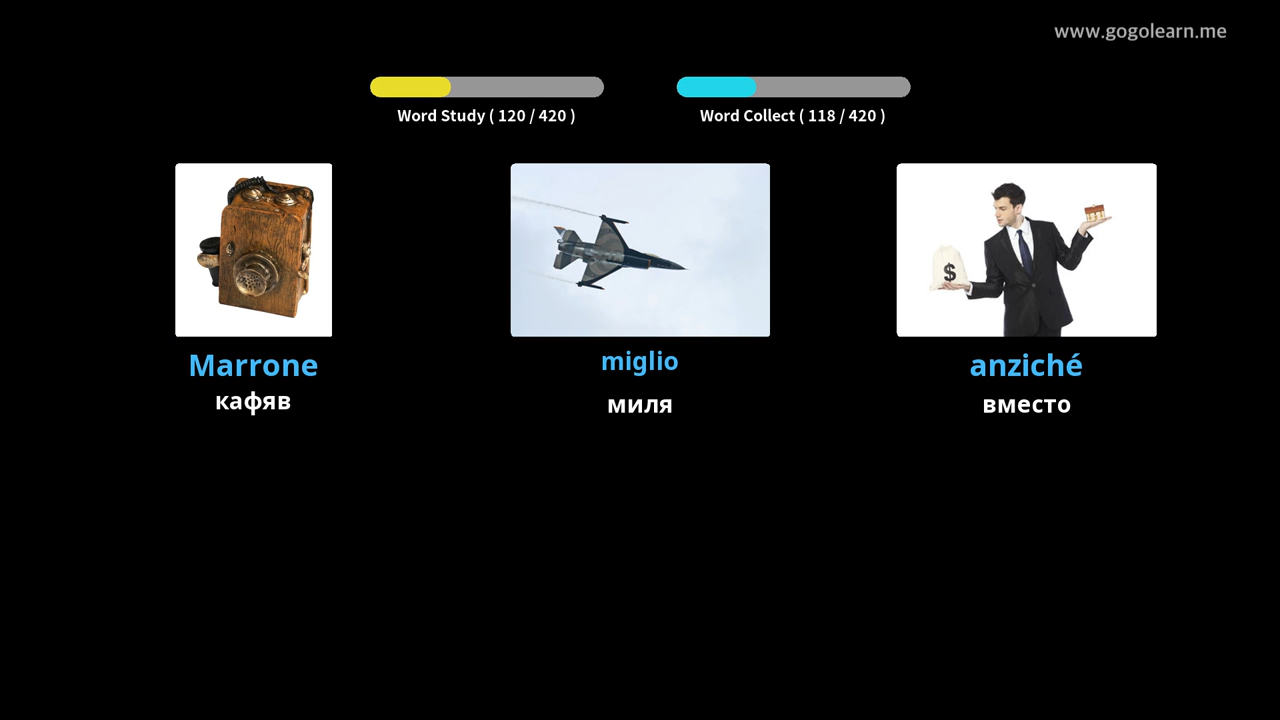 www.gogolearn.me
Word Study ( 120 / 420 )
Word Collect ( 118 / 420 )
Marrone
кафяв
miglio
миля
anziché
вместо
$